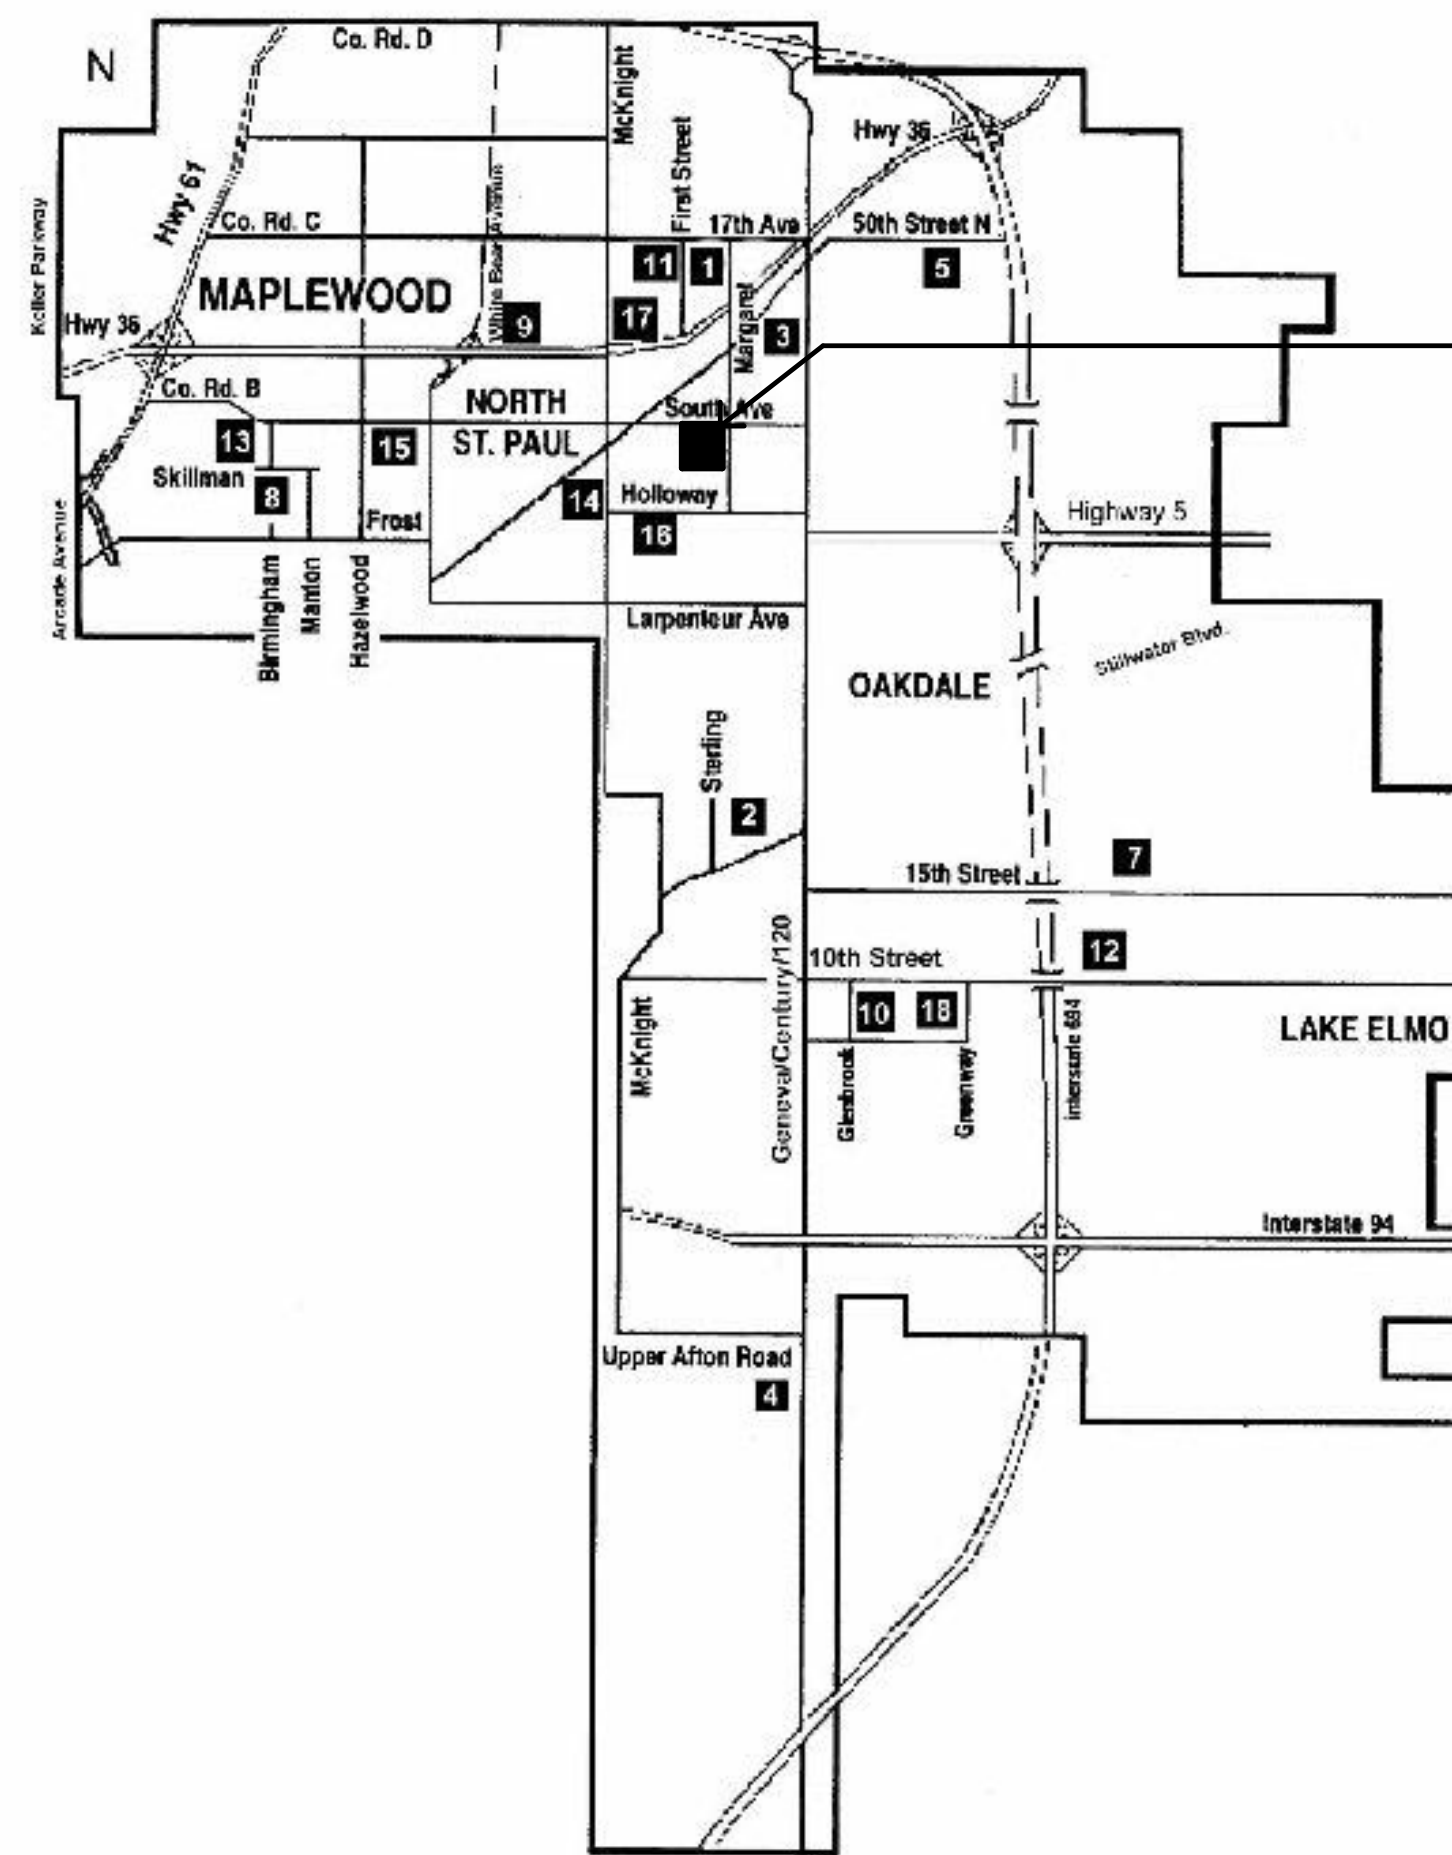 N
Co. Rd. D
McKnight
First Street
Hwy 36
Keller Parkway
Hwy 61
White Bear Avenue
Co. Rd. C
17th Ave
50th Street N
11
1
5
MAPLEWOOD
Margaret
Hwy 36
9
17
3
Co. Rd. B
NORTH
ST. PAUL
South Ave
13
15
Skillman
8
14
Holloway
Frost
16
Highway 5
Arcade Avenue
Birmingham
Manton
Hazelwood
Larpenteur Ave
Stillwater Blvd.
OAKDALE
Sterling
2
7
15th Street
12
10th Street
Geneva/Century/120
McKnight
10
18
Interstate 694
LAKE ELMO
Glenbrook
Greenway
Interstate 94
Upper Afton Road
4